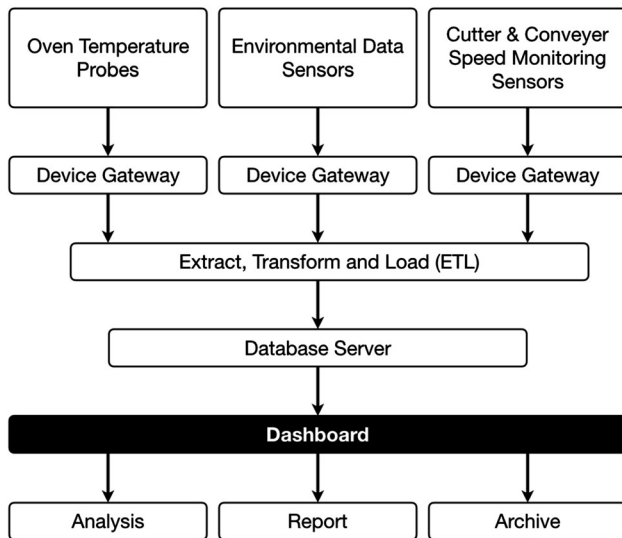 Oven Temperature
Probes
Environmental Data
Sensors
Cutter & Conveyer
Speed Monitoring
Sensors
Device Gateway
Device Gateway
Device Gateway
Extract, Transform and Load (ETL)
Database Server
Dashboard
Analysis
Report
Archive